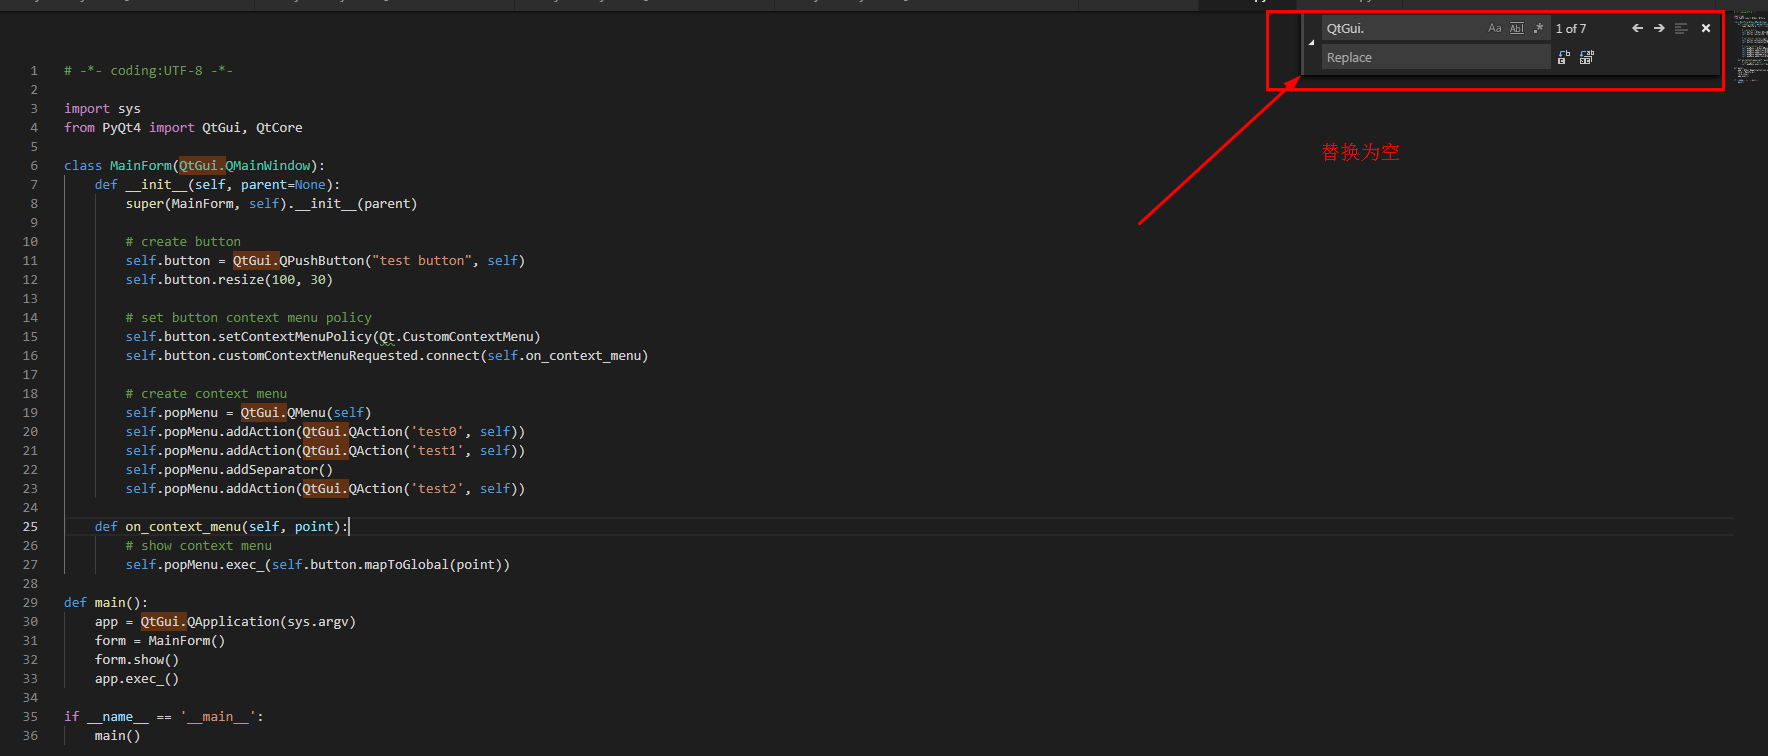 QtGui.
Aa Abl .* 1 of 7
Replace
替换为空
1 # -*- coding:UTF-8 -*-
2
3 import sys
4 from PyQt4 import QtGui, QtCore
5
6 class MainForm(QtGui.QMainWindow):
7 def __init__(self, parent=None):
8 super(MainForm, self).__init__(parent)
9
10 # create button
11 self.button = QtGui.QPushButton("test button", self)
12 self.button.resize(100, 30)
13
14 # set button context menu policy
15 self.button.setContextMenuPolicy(Qt.CustomContextMenu)
16 self.button.customContextMenuRequested.connect(self.on_context_menu)
17
18 # create context menu
19 self.popMenu = QtGui.QMenu(self)
20 self.popMenu.addAction(QtGui.QAction('test0', self))
21 self.popMenu.addAction(QtGui.QAction('test1', self))
22 self.popMenu.addSeparator()
23 self.popMenu.addAction(QtGui.QAction('test2', self))
24
25 def on_context_menu(self, point):
26 # show context menu
27 self.popMenu.exec_(self.button.mapToGlobal(point))
28
29 def main():
30 app = QtGui.QApplication(sys.argv)
31 form = MainForm()
32 form.show()
33 app.exec_()
34
35 if __name__ == '__main__':
36 main()